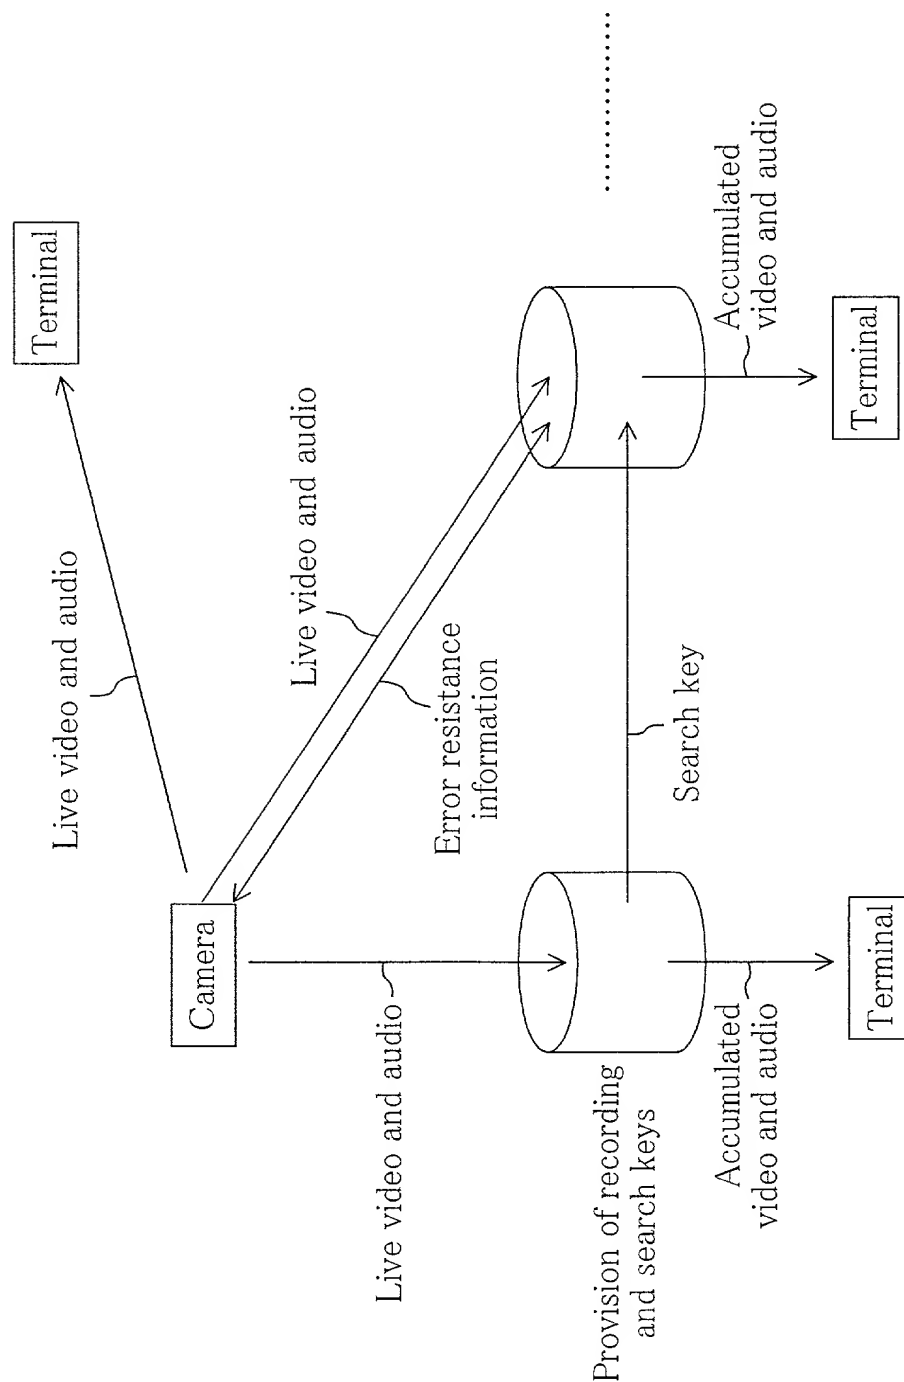 Terminal
Live video and audio
Camera
Live video and audio
Error resistance
information
Live video and audio
Search key
Provision of recording
and search keys
Accumulated
video and audio
Accumulated
video and audio
Terminal
Terminal